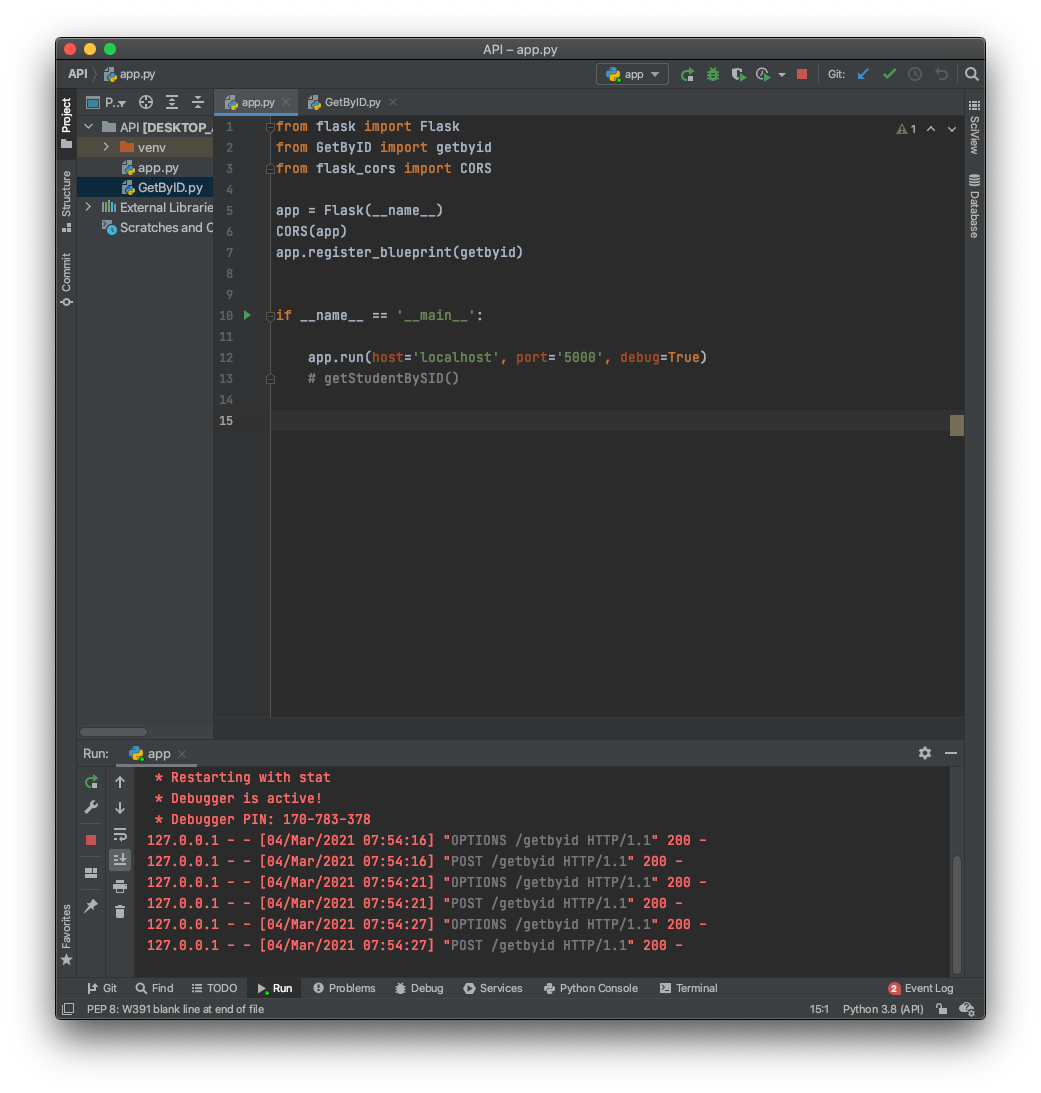 API – app.py
API app.py
app
Git:
Project
P..
app.py
GetByID.py
API [DESKTOP_
venv
app.py
GetByID.py
External Librarie
Scratches and C
Structure
Commit
Favorites
1 from flask import Flask
2 from GetByID import getbyid
3 from flask_cors import CORS
4
5 app = Flask(__name__)
6 CORS(app)
7 app.register_blueprint(getbyid)
8
9
10 if __name__ == '__main__':
11
12 app.run(host='localhost', port='5000', debug=True)
13 # getStudentBySID()
14
15
1
SciView
Database
Run: app
* Restarting with stat
* Debugger is active!
* Debugger PIN: 170-783-378
127.0.0.1 - - [04/Mar/2021 07:54:16] "OPTIONS /getbyid HTTP/1.1" 200 -
127.0.0.1 - - [04/Mar/2021 07:54:16] "POST /getbyid HTTP/1.1" 200 -
127.0.0.1 - - [04/Mar/2021 07:54:21] "OPTIONS /getbyid HTTP/1.1" 200 -
127.0.0.1 - - [04/Mar/2021 07:54:21] "POST /getbyid HTTP/1.1" 200 -
127.0.0.1 - - [04/Mar/2021 07:54:27] "OPTIONS /getbyid HTTP/1.1" 200 -
127.0.0.1 - - [04/Mar/2021 07:54:27] "POST /getbyid HTTP/1.1" 200 -
Git Find TODO Run Problems Debug Services Python Console Terminal 2 Event Log
PEP 8: W391 blank line at end of file 15:1 Python 3.8 (API)